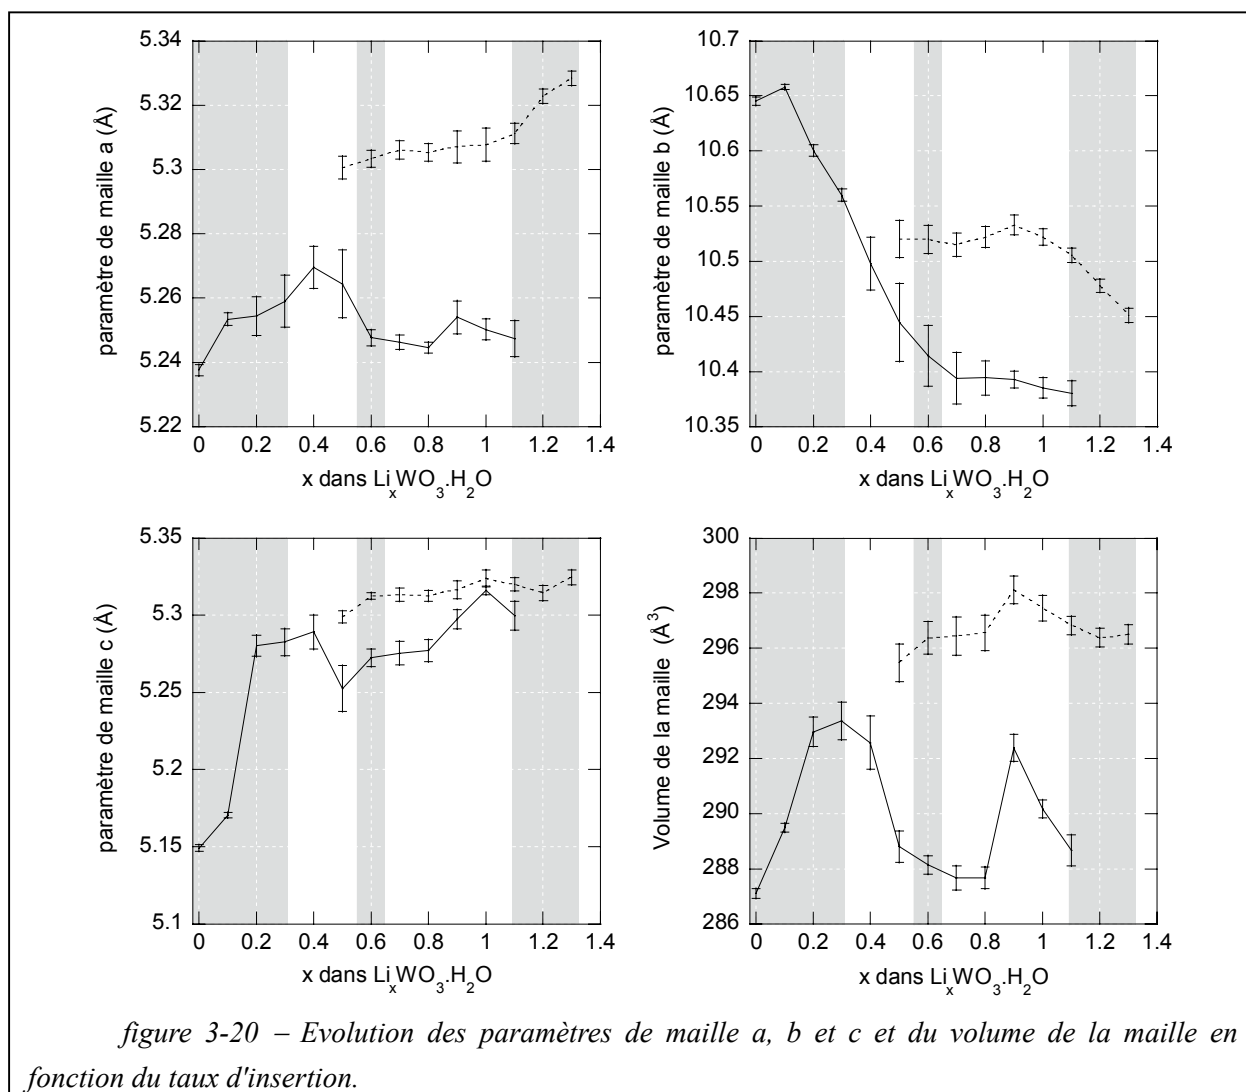 5.34
5.32
5.3
5.28
5.26
5.24
5.22
paramètre de maille a (Å)
0 0.2 0.4 0.6 0.8 1 1.2 1.4
x dans LixWO3.H2O
10.7
10.65
10.6
10.55
10.5
10.45
10.4
10.35
paramètre de maille b (Å)
0 0.2 0.4 0.6 0.8 1 1.2 1.4
x dans LixWO3.H2O
5.35
5.3
5.25
5.2
5.15
5.1
paramètre de maille c (Å)
0 0.2 0.4 0.6 0.8 1 1.2 1.4
x dans LixWO3.H2O
300
298
296
294
292
290
288
286
Volume de la maille (Å3)
0 0.2 0.4 0.6 0.8 1 1.2 1.4
x dans LixWO3.H2O
figure 3-20 – Evolution des paramètres de maille a, b et c et du volume de la maille en
fonction du taux d'insertion.